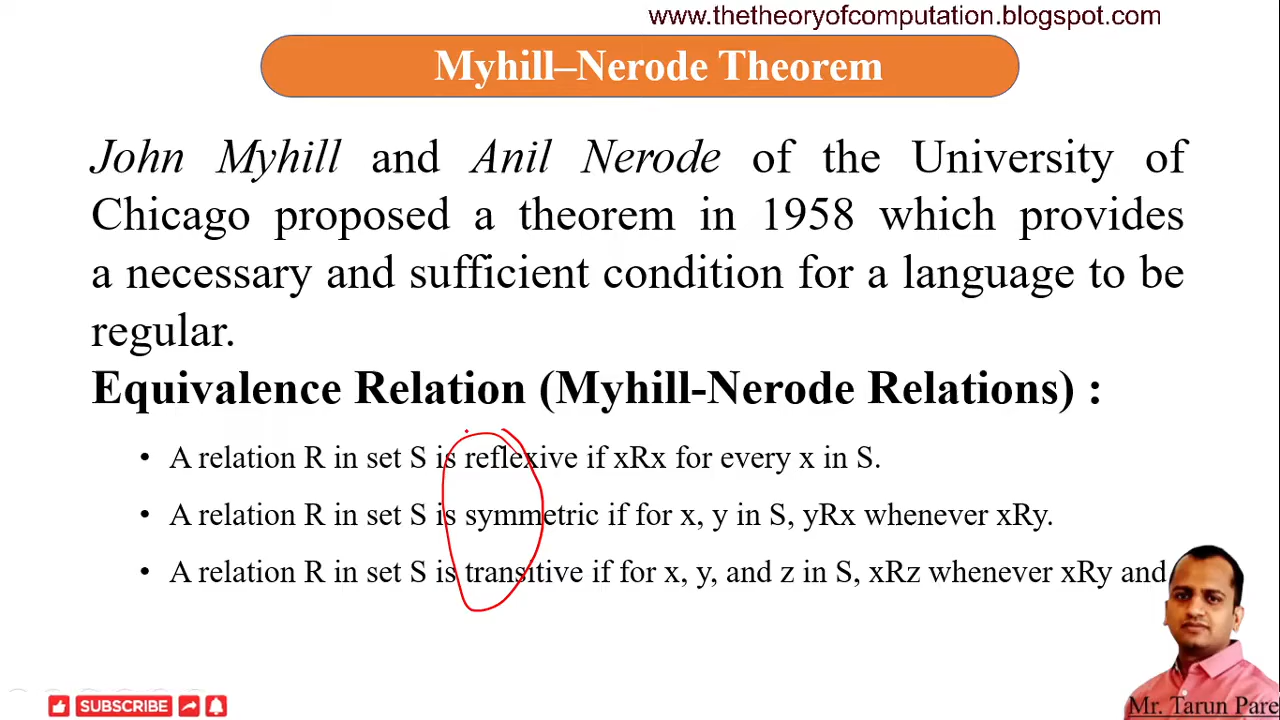 www.thetheoryofcomputation.blogspot.com
Myhill–Nerode Theorem
John Myhill and Anil Nerode of the University of
Chicago proposed a theorem in 1958 which provides
a necessary and sufficient condition for a language to be
regular.
Equivalence Relation (Myhill-Nerode Relations) :
• A relation R in set S is reflexive if xRx for every x in S.
• A relation R in set S is symmetric if for x, y in S, yRx whenever xRy.
• A relation R in set S is transitive if for x, y, and z in S, xRz whenever xRy and
SUBSCRIBE
Mr. Tarun Pare